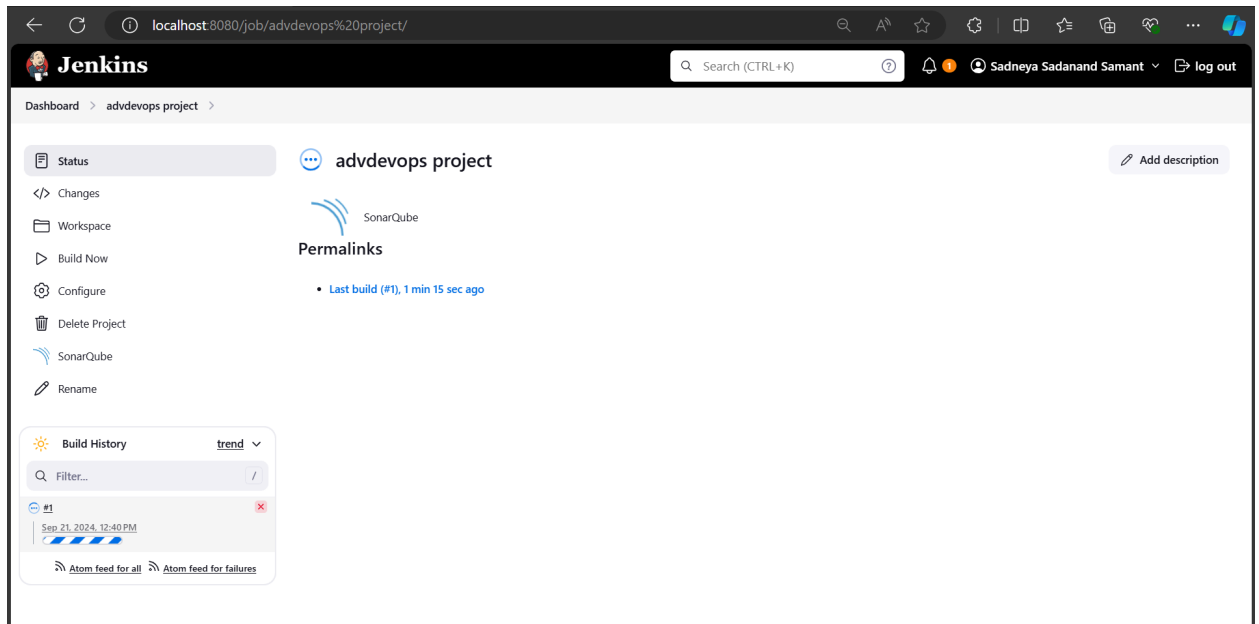 localhost:8080/job/advdevops%20project/
Jenkins
Search (CTRL+K)
1
Sadneya Sadanand Samant
log out
Dashboard > advdevops project >
Status
Changes
Workspace
Build Now
Configure
Delete Project
SonarQube
Rename
advdevops project
Add description
SonarQube
Permalinks
• Last build (#1), 1 min 15 sec ago
Build History trend
Filter... /
#1
Sep 21, 2024, 12:40 PM
Atom feed for all Atom feed for failures